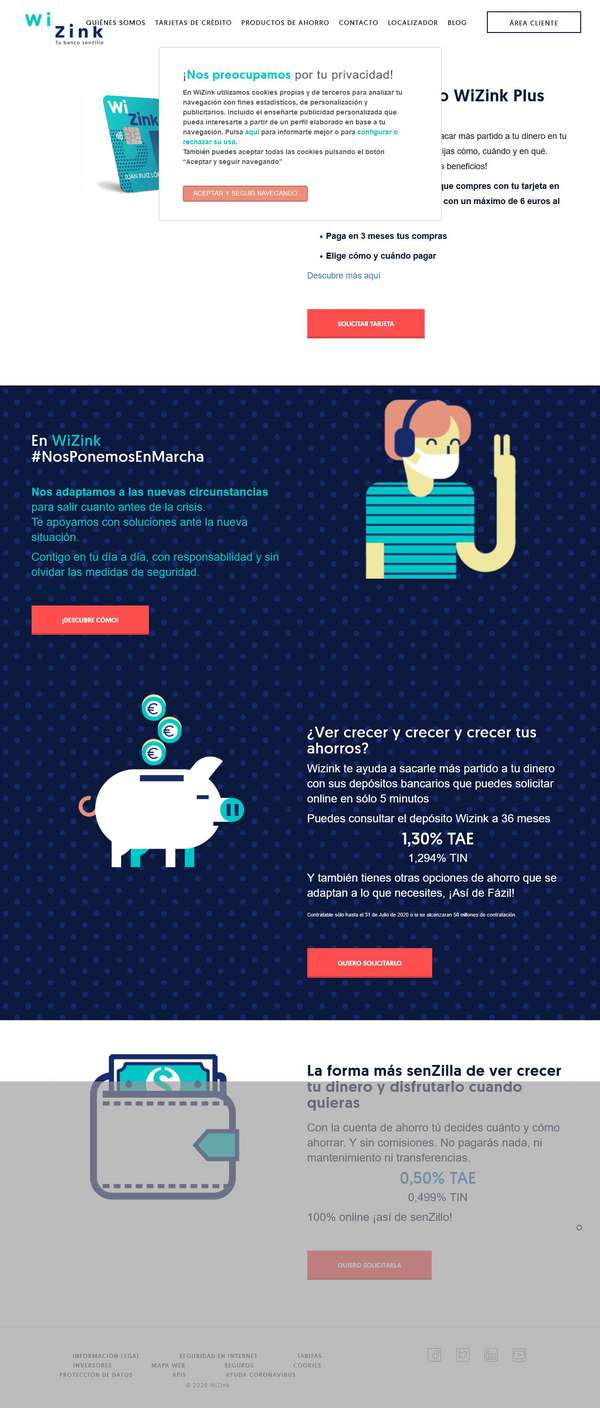 Wi
Zink
Tu banco senZillo
QUIÉNES SOMOS TARJETAS DE CRÉDITO PRODUCTOS DE AHORRO CONTACTO LOCALIZADOR BLOG
ÁREA CLIENTE
¡Nos preocupamos por tu privacidad!
En WiZink utilizamos cookies propias y de terceros para analizar tu
navegación con fines estadísticos, de personalización y
publicitarios. Incluido el enseñarte publicidad personalizada que
pueda interesarte a partir de un perfil elaborado en base a tu
navegación. Pulsa aquí para informarte mejor o para configurar o
rechazar su uso.
También puedes aceptar todas las cookies pulsando el botón
“Aceptar y seguir navegando”
ACEPTAR Y SEGUIR NAVEGANDO
Wi
Zink
JUAN RUIZ LÓ
o WiZink Plus
sacar más partido a tu dinero en tu
ijas cómo, cuándo y en qué.
s beneficios!
que compres con tu tarjeta en
con un máximo de 6 euros al
• Paga en 3 meses tus compras
• Elige cómo y cuándo pagar
Descubre más aquí
SOLICITAR TARJETA
En WiZink
#NosPonemosEnMarcha
Nos adaptamos a las nuevas circunstancias
para salir cuanto antes de la crisis.
Te apoyamos con soluciones ante la nueva
situación.
Contigo en tu día a día, con responsabilidad y sin
olvidar las medidas de seguridad.
¡DESCUBRE CÓMO!
€
€
€
¿Ver crecer y crecer y crecer tus
ahorros?
Wizink te ayuda a sacarle más partido a tu dinero
con sus depósitos bancarios que puedes solicitar
online en sólo 5 minutos
Puedes consultar el depósito Wizink a 36 meses
1,30% TAE
1,294% TIN
Y también tienes otras opciones de ahorro que se
adaptan a lo que necesites, ¡Así de Fázil!
Contratable sólo hasta el 31 de Julio de 2020 o si se alcanzaran 50 millones de contratación
QUIERO SOLICITARLO
$
La forma más senZilla de ver crecer
tu dinero y disfrutarlo cuando
quieras
Con la cuenta de ahorro tú decides cuánto y cómo
ahorrar. Y sin comisiones. No pagarás nada, ni
mantenimiento ni transferencias.
0,50% TAE
0,499% TIN
100% online ¡así de senZillo!
QUIERO SOLICITARLA
INFORMACIÓN LEGAL SEGURIDAD EN INTERNET TARIFAS
INVERSORES MAPA WEB SEGUROS COOKIES
PROTECCIÓN DE DATOS APIS AYUDA CORONAVIRUS
© 2020 WiZink